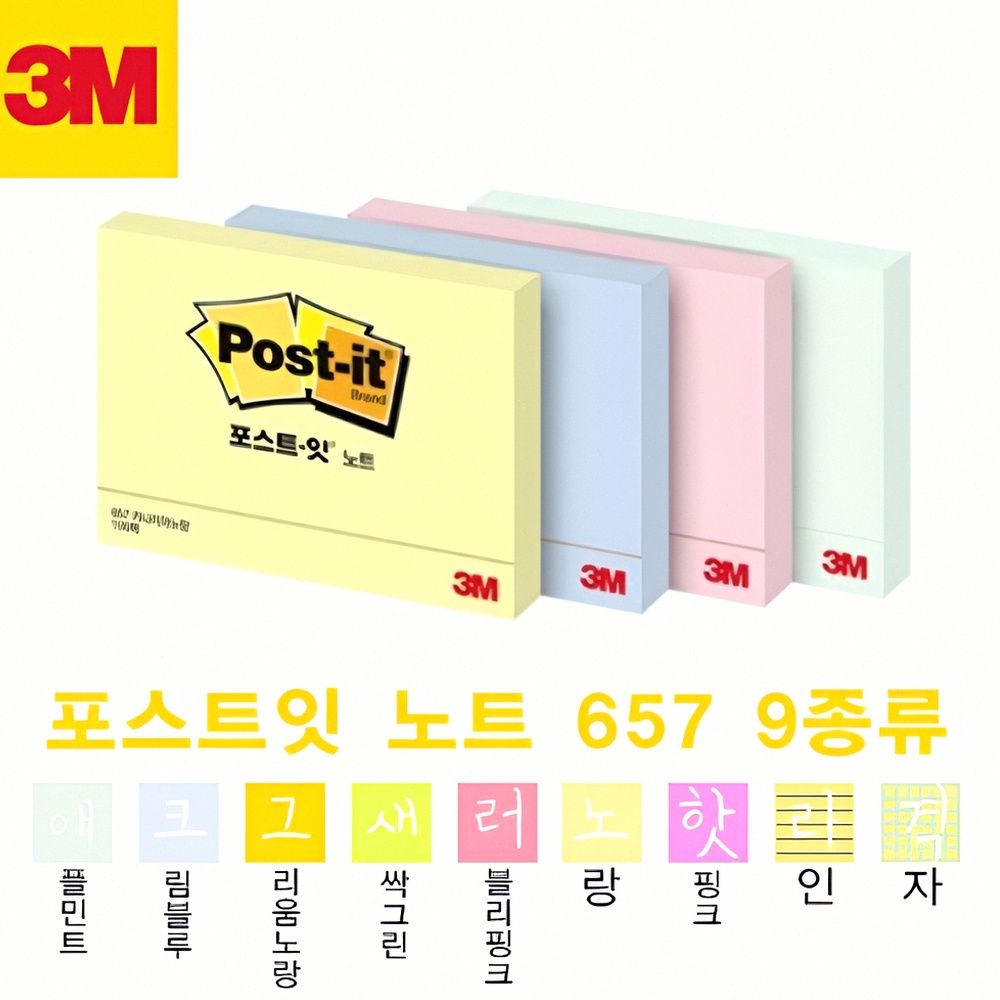 3M
Post-it
Brand
포스트-잇 노트
3M
3M
3M
3M
포스트잇 노트 657 9종류
애플민트
크림블루
그리움노랑
새싹그린
러블리핑크
노랑
핫핑크
라인
격자